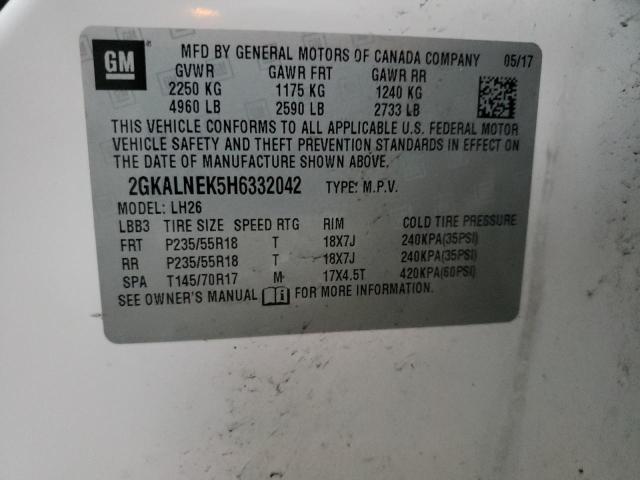 GM
MFD BY GENERAL MOTORS OF CANADA COMPANY 05/17
GVWR GAWR FRT GAWR RR
2250 KG 1175 KG 1240 KG
4960 LB 2590 LB 2733 LB
THIS VEHICLE CONFORMS TO ALL APPLICABLE U.S. FEDERAL MOTOR
VEHICLE SAFETY AND THEFT PREVENTION STANDARDS IN EFFECT ON
THE DATE OF MANUFACTURE SHOWN ABOVE.
2GKALNEK5H6332042 TYPE: M.P.V.
MODEL: LH26
LBB3 TIRE SIZE SPEED RTG RIM COLD TIRE PRESSURE
FRT P235/55R18 T 18X7J 240KPA(35PSI)
RR P235/55R18 T 18X7J 240KPA(35PSI)
SPA T145/70R17 M 17X4.5T 420KPA(60PSI)
SEE OWNER'S MANUAL i FOR MORE INFORMATION.